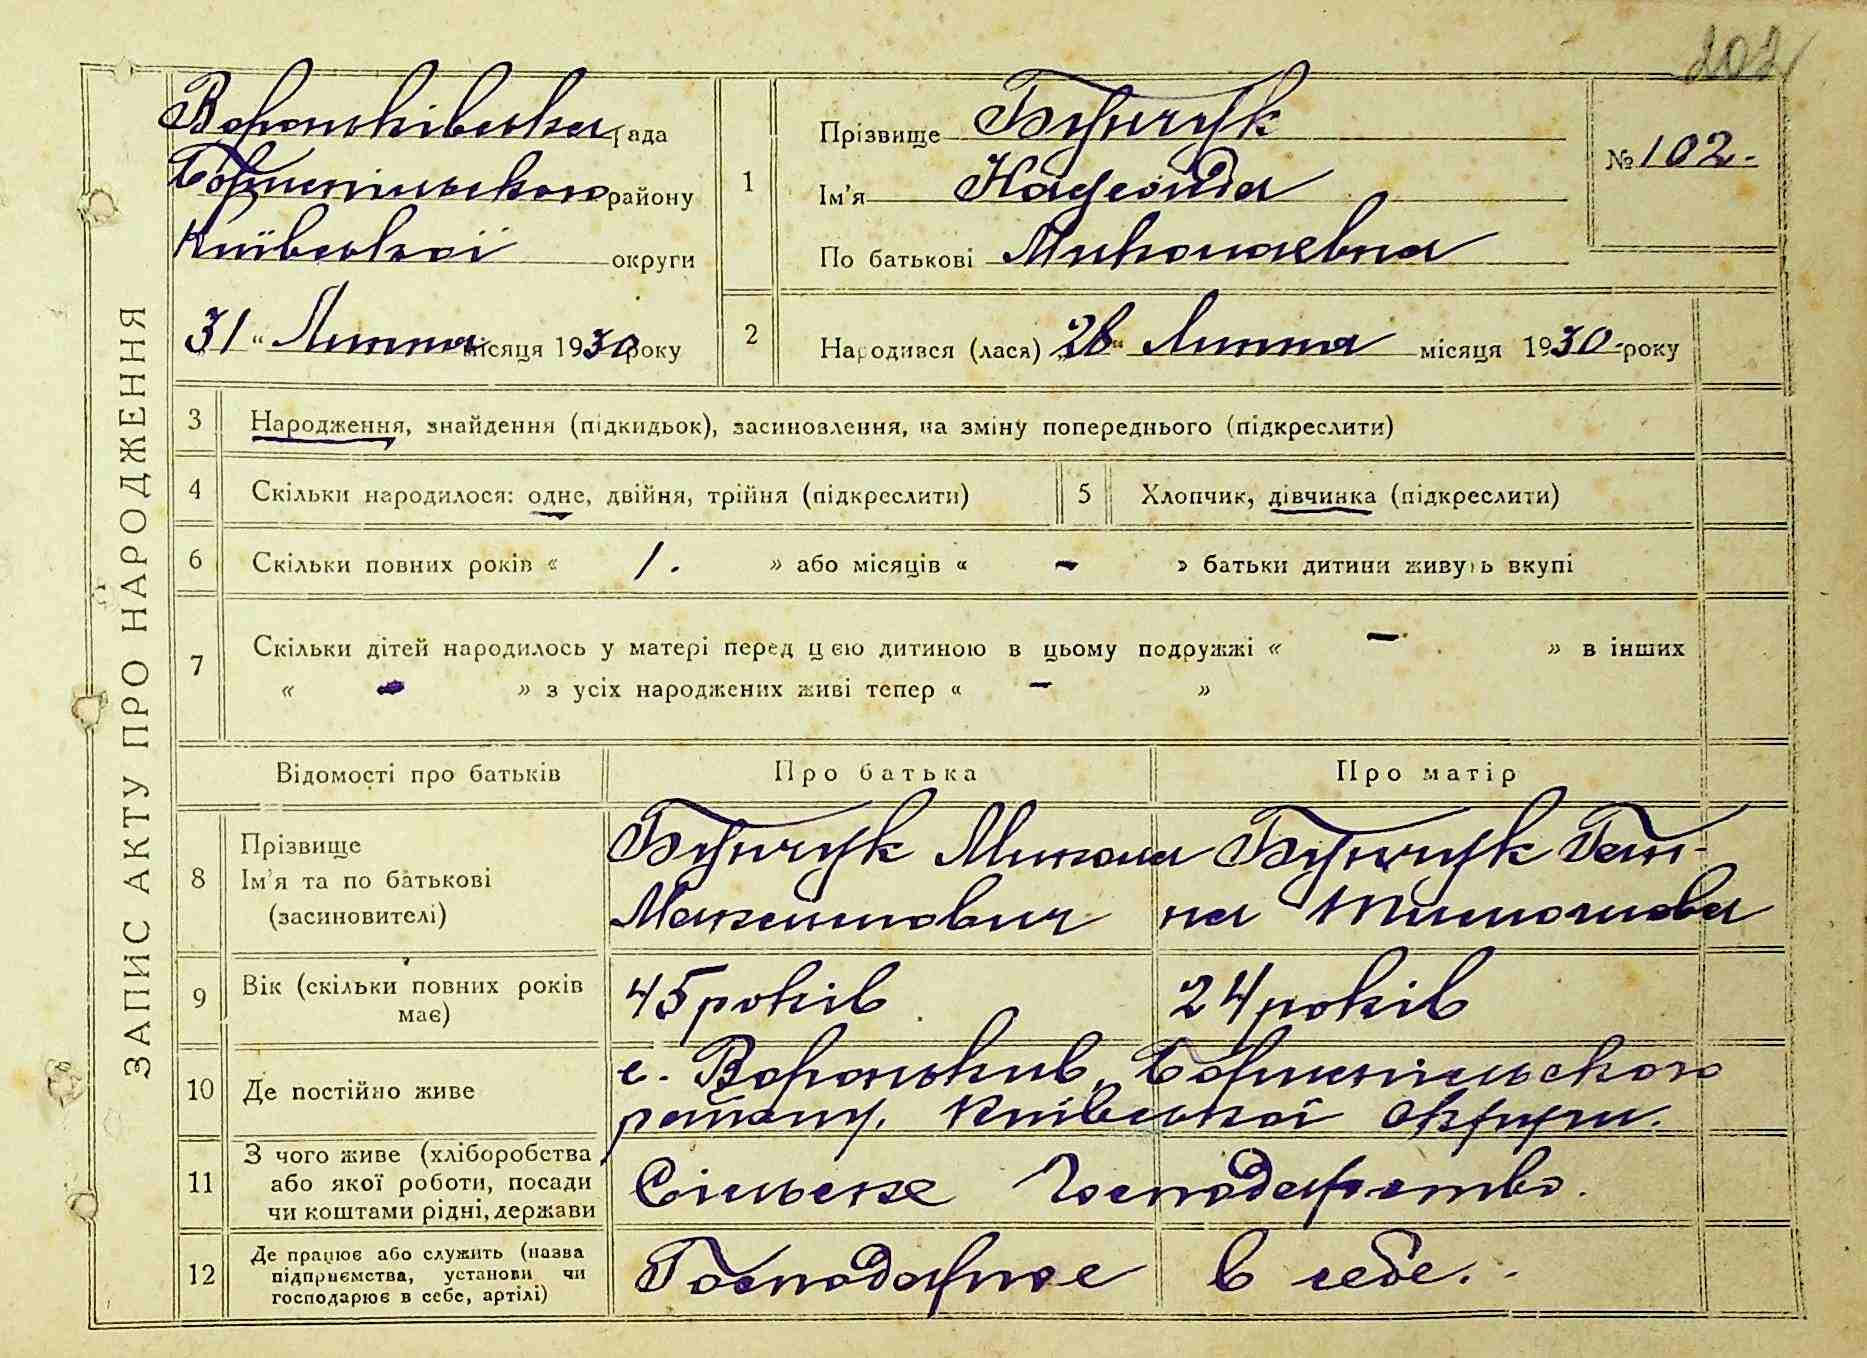 202
ЗАПИС АКТУ ПРО НАРОДЖЕННЯ
Вороньківська рада
Бориспільського району
Київської округи
31 " Липня місяця 1930 року
1
Прізвище Бунчук
Ім'я Надежда
По батькові Миколаевна
№ 102.
2
Народився (лася) 28 " Липня місяця 1930. року
3 Народження, знайдення (підкидьок), засиновлення, на зміну попереднього (підкреслити)
4 Скільки народилося: одне, двійня, трійня (підкреслити) 5 Хлопчик, дівчинка (підкреслити)
6 Скільки повних років « 1. » або місяців « - » батьки дитини живуть вкупі
7 Скільки дітей народилось у матері перед цією дитиною в цьому подружжі « - » в інших
« - » з усіх народжених живі тепер « - »
Відомості про батьків Про батька Про матір
8 Прізвище
Ім'я та по батькові
(засиновителі)
Бунчук Микола
Максимович
Бунчук Ган-
на Тимошова
9 Вік (скільки повних років
має)
45 років 24 років
10 Де постійно живе
с. Вороньків, Бориспільського
району. Київської округи.
11 З чого живе (хліборобства
або якої роботи, посади
чи коштами рідні, держави
Сільське Господарство.
12 Де працює або служить (назва
підприємства, установи чи
господарює в себе, артілі)
Господарює в себе.